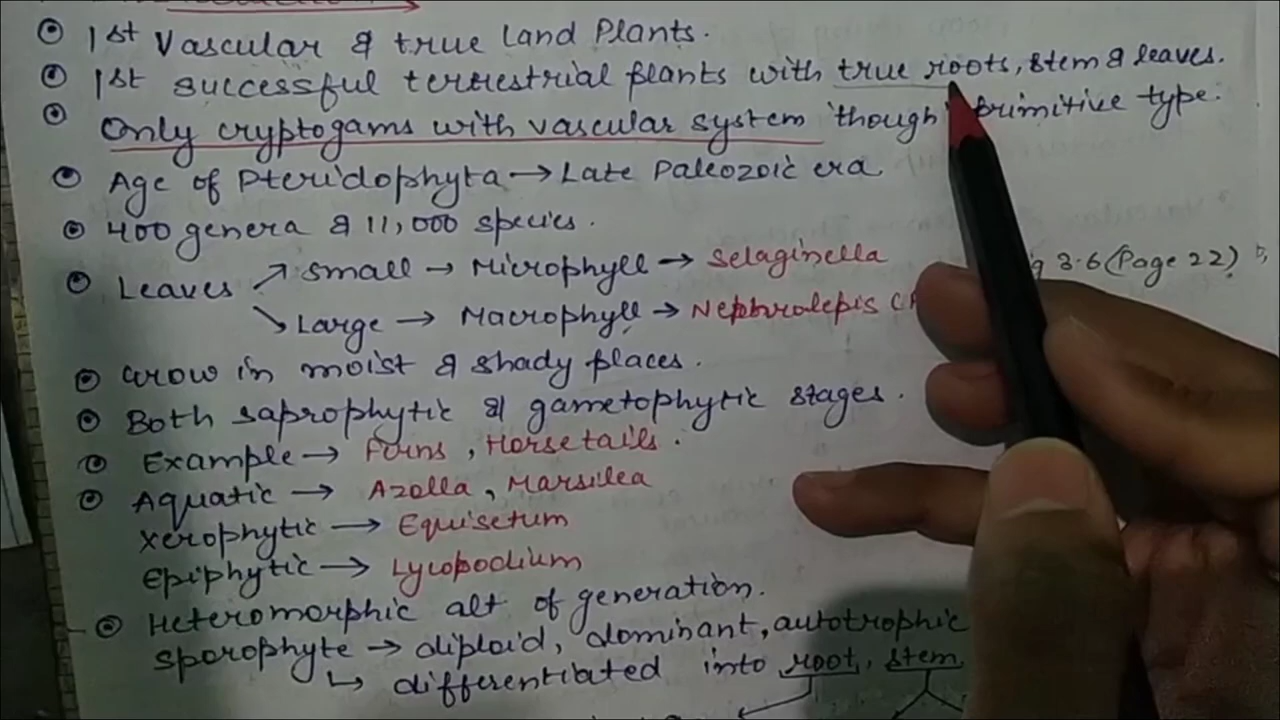 1st Vascular & true Land Plants.
1st successful terrestrial plants with true roots, stem & leaves.
Only cryptogams with vascular system though primitive type.
Age of Pteridophyta → Late Paleozoic era.
400 genera & 11,000 species.
Leaves ↗ Small → Microphyll → Selaginella
↘ Large → Macrophyll → Nephrolepis
3.6 (Page 22)
Grow in moist & shady places.
Both saprophytic & gametophytic stages.
Example → Ferns, Horsetails.
Aquatic → Azolla, Marsilea
Xerophytic → Equisetum
Epiphytic → Lycopodium
Heteromorphic alt of generation.
Sporophyte → diploid, dominant, autotrophic
↳ differentiated into root, stem